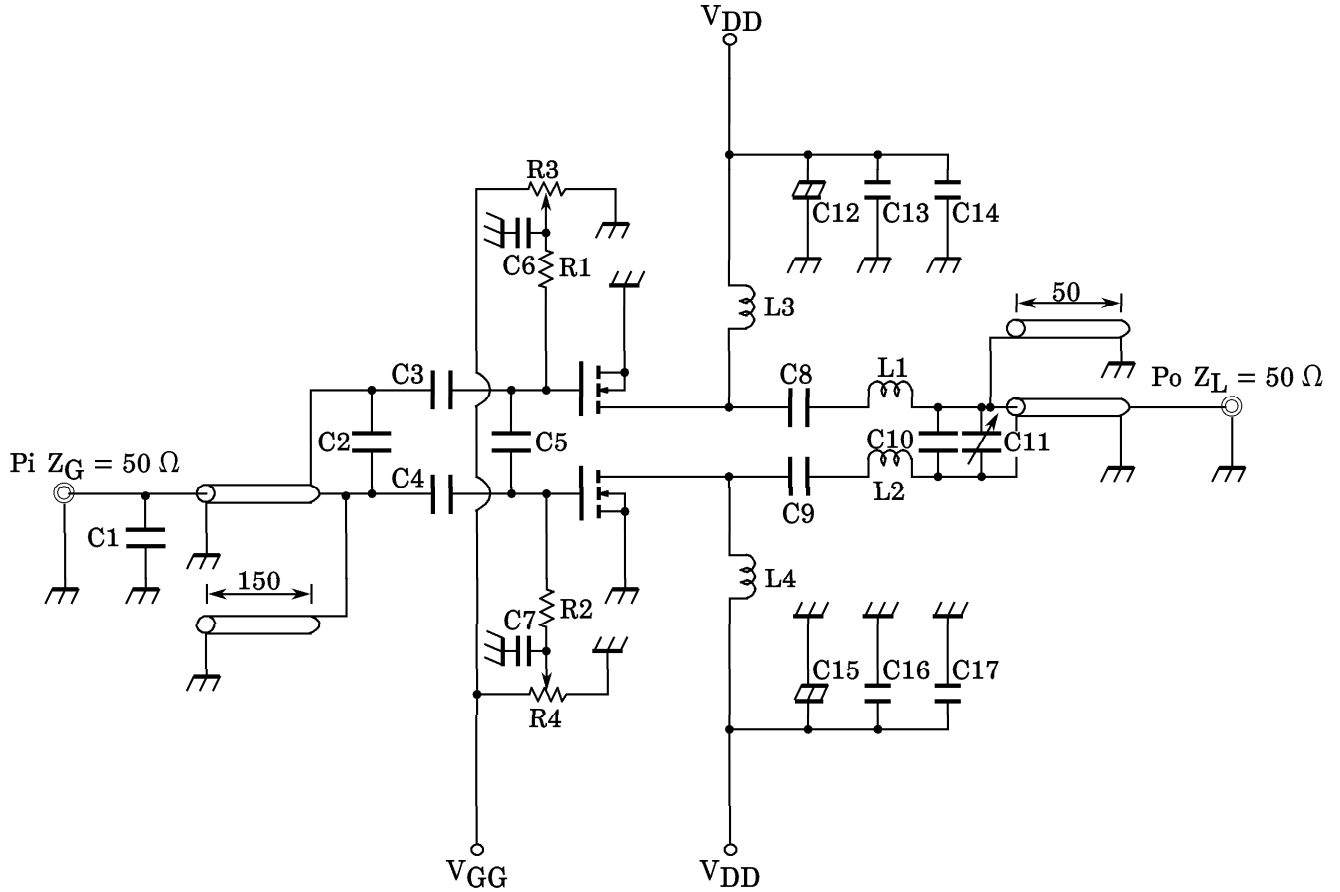 VDD
R3
C12 C13 C14
C6 R1
50
L3
C3
C8
L1
Po ZL = 50 Ω
C2
C5
C10
C11
Pi ZG = 50 Ω
C4
L2
C9
C1
150
L4
C7
R2
C15 C16 C17
R4
VGG
VDD